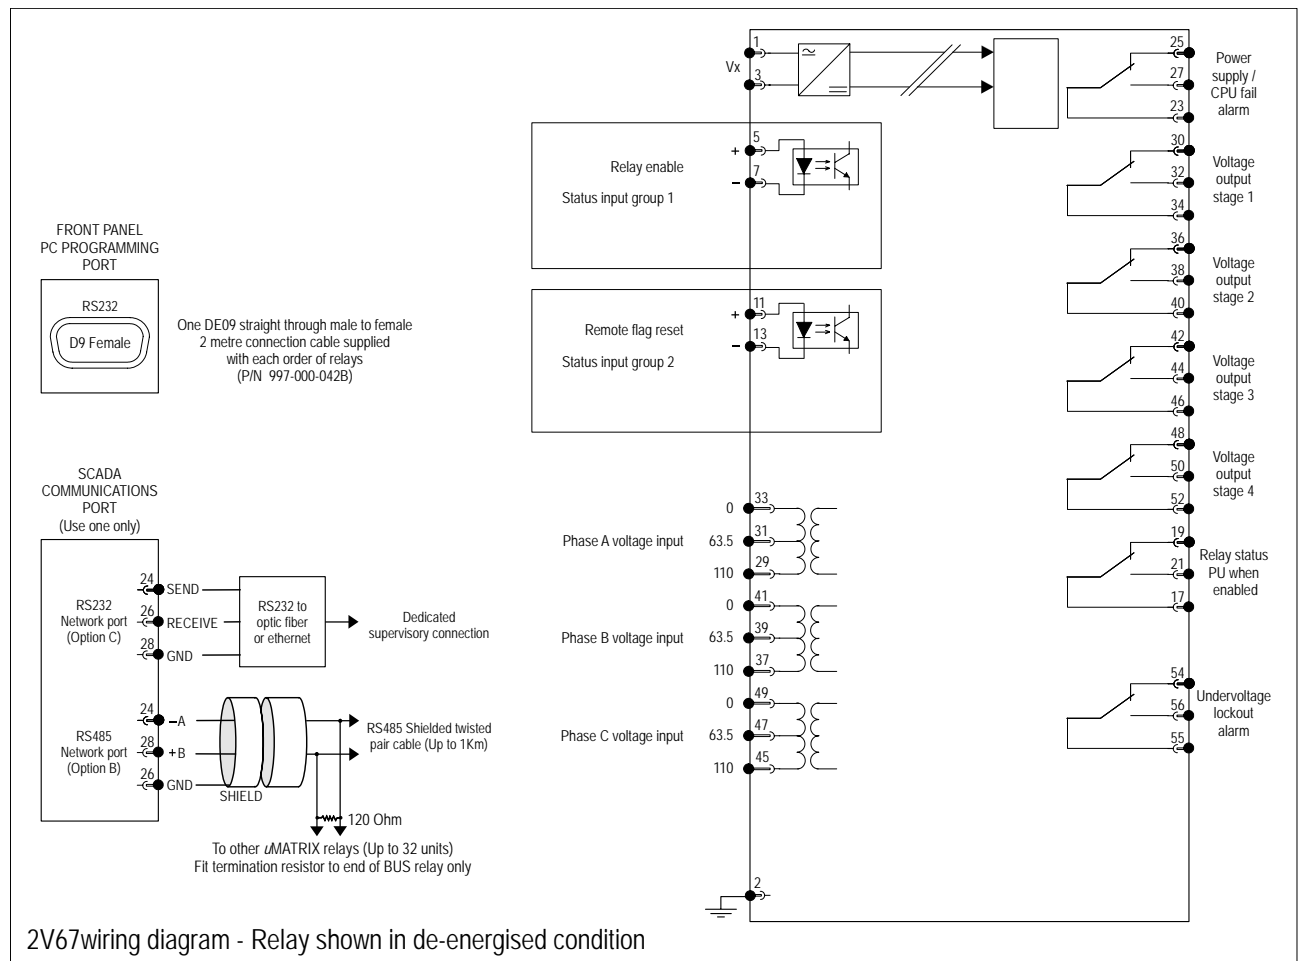 Vx
1
3
25
27
23
Power
supply /
CPU fail
alarm
Relay enable
Status input group 1
+
5
−
7
30
32
34
Voltage
output
stage 1
Remote flag reset
Status input group 2
+
11
−
13
36
38
40
Voltage
output
stage 2
42
44
46
Voltage
output
stage 3
48
50
52
Voltage
output
stage 4
19
21
17
Relay status
PU when
enabled
54
56
55
Undervoltage
lockout
alarm
FRONT PANEL
PC PROGRAMMING
PORT
RS232
D9 Female
One DE09 straight through male to female
2 metre connection cable supplied
with each order of relays
(P/N 997-000-042B)
SCADA
COMMUNICATIONS
PORT
(Use one only)
RS232
Network port
(Option C)
24
SEND
26
RECEIVE
28
GND
RS232 to
optic fiber
or ethernet
Dedicated
supervisory connection
RS485
Network port
(Option B)
24
−A
28
+B
26
GND
SHIELD
RS485 Shielded twisted
pair cable (Up to 1Km)
120 Ohm
To other uMATRIX relays (Up to 32 units)
Fit termination resistor to end of BUS relay only
Phase A voltage input
0
33
63.5
31
110
29
Phase B voltage input
0
41
63.5
39
110
37
Phase C voltage input
0
49
63.5
47
110
45
2
2V67wiring diagram - Relay shown in de-energised condition